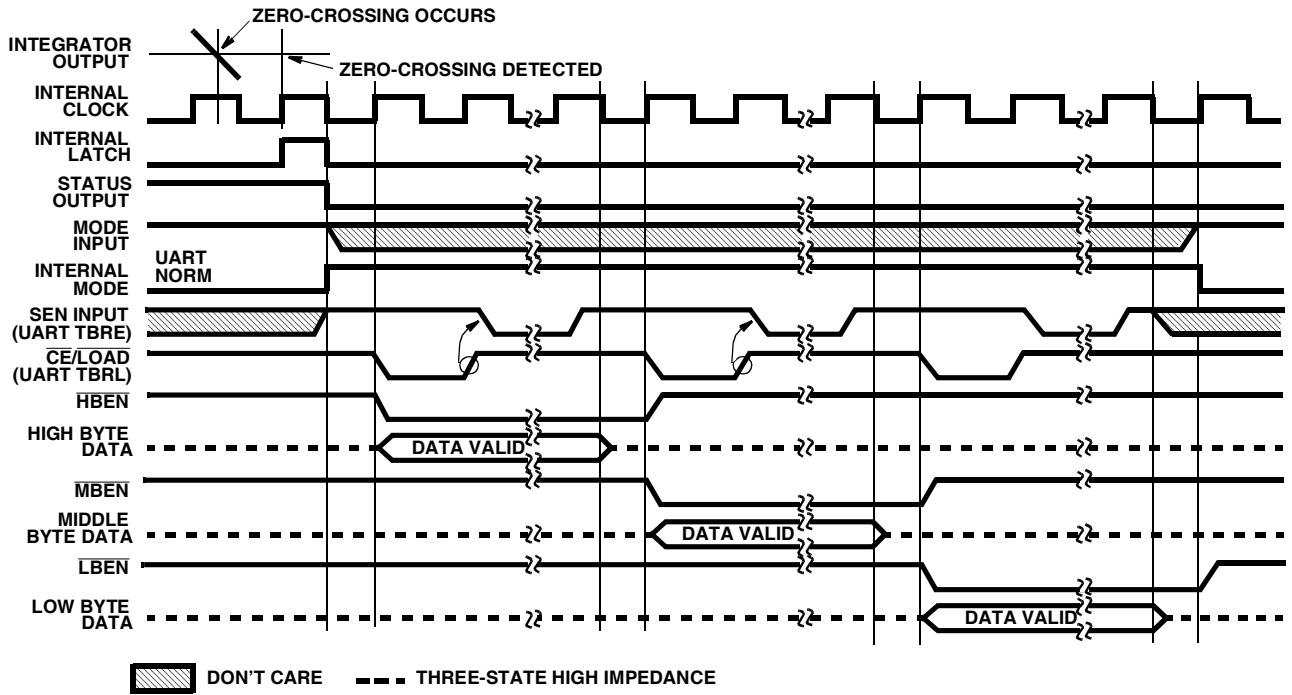 ZERO-CROSSING OCCURS
INTEGRATOR
OUTPUT
ZERO-CROSSING DETECTED
INTERNAL
CLOCK
INTERNAL
LATCH
STATUS
OUTPUT
MODE
INPUT
UART
NORM
INTERNAL
MODE
SEN INPUT
(UART TBRE)
CE/LOAD
(UART TBRL)
HBEN
HIGH BYTE
DATA
DATA VALID
MBEN
MIDDLE
BYTE DATA
DATA VALID
LBEN
LOW BYTE
DATA
DATA VALID
DON'T CARE
THREE-STATE HIGH IMPEDANCE